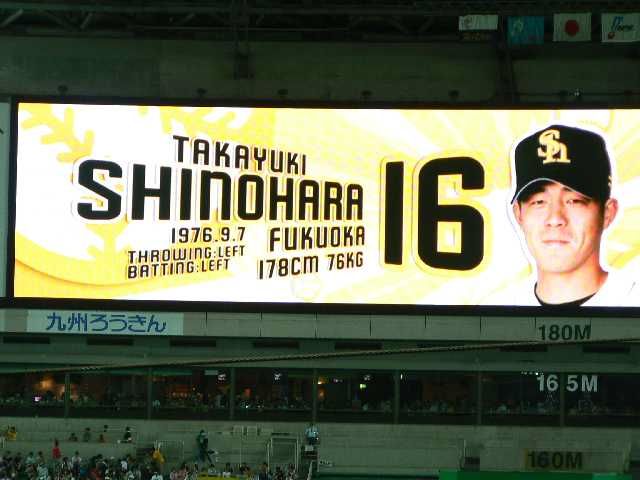 TAKAYUKI
SHINOHARA
16
1976.9.7
FUKUOKA
THROWING:LEFT
BATTING:LEFT
178CM 76KG
SH
九州ろうきん
180M
165M
160M